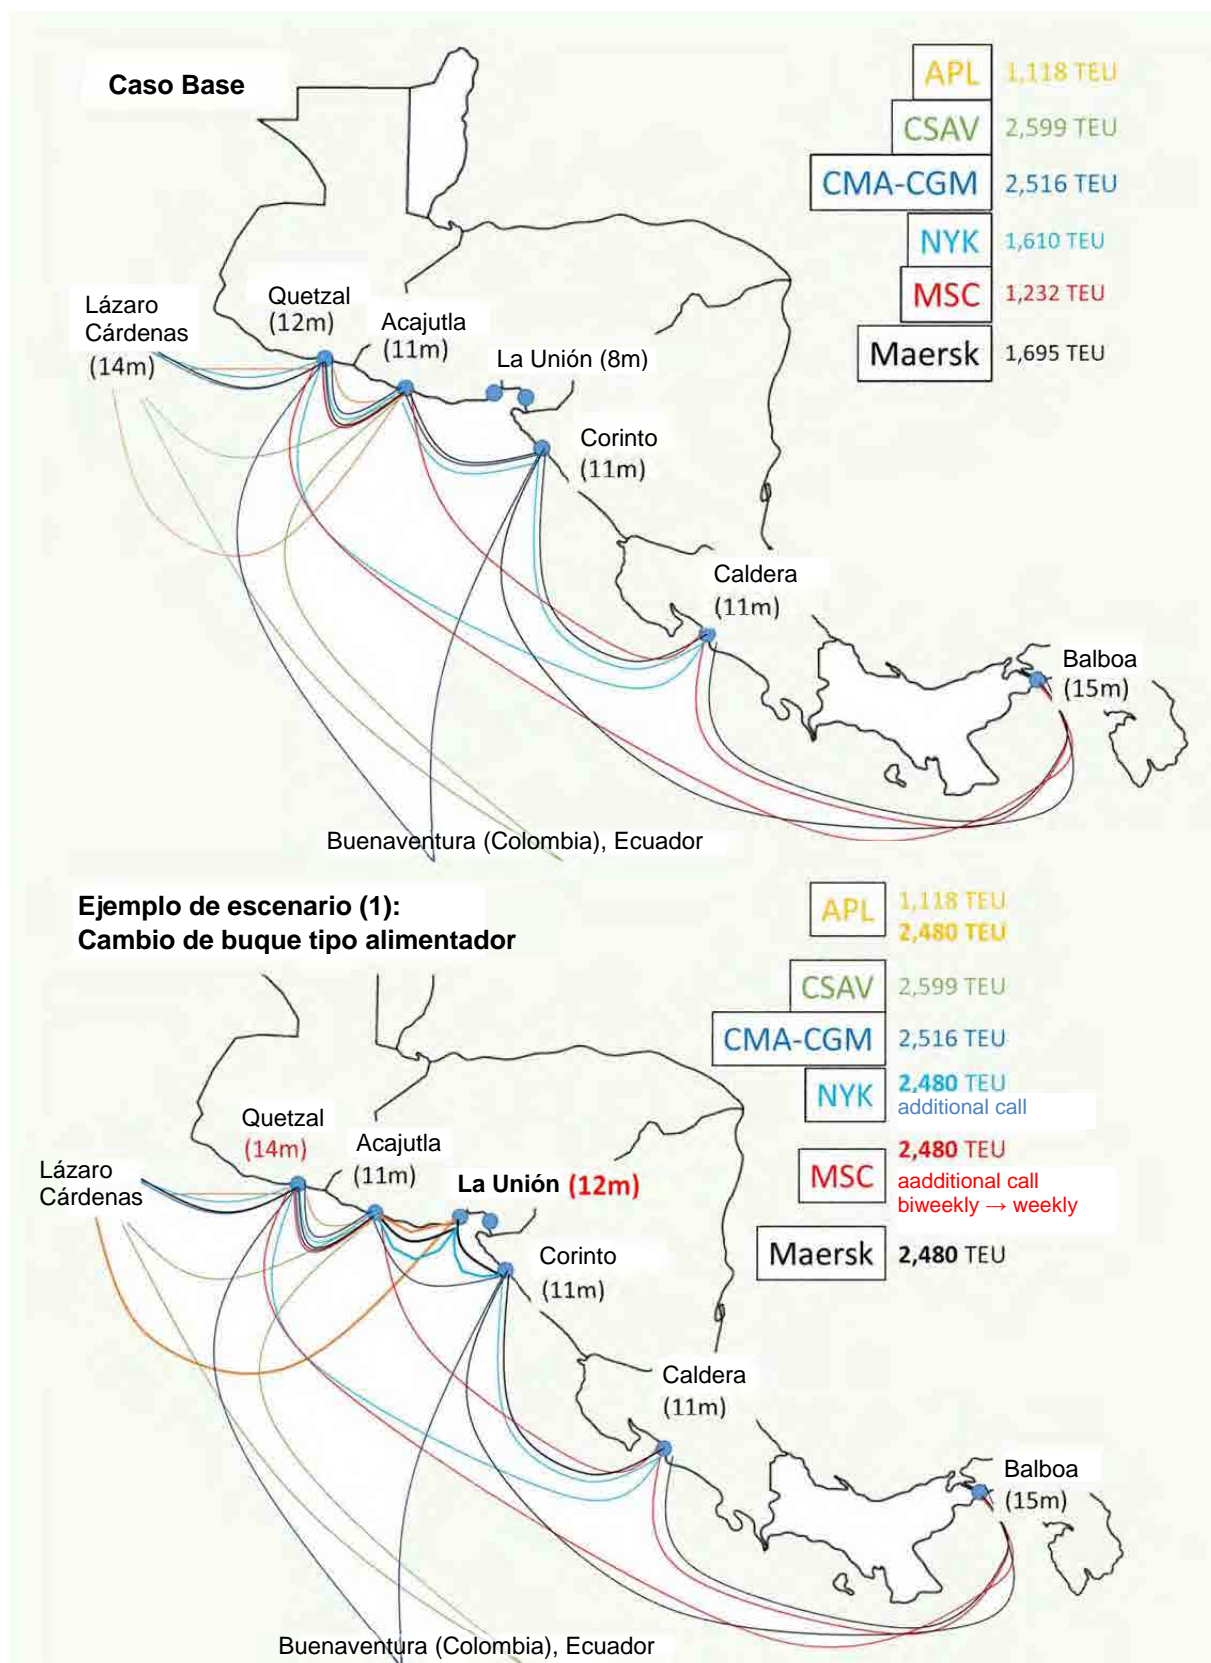 Caso Base
APL 1,118 TEU
CSAV 2,599 TEU
CMA-CGM 2,516 TEU
NYK 1,610 TEU
MSC 1,232 TEU
Maersk 1,695 TEU
Lázaro
Cárdenas
(14m)
Quetzal
(12m)
Acajutla
(11m)
La Unión (8m)
Corinto
(11m)
Caldera
(11m)
Balboa
(15m)
Buenaventura (Colombia), Ecuador
Ejemplo de escenario (1):
Cambio de buque tipo alimentador
APL 1,118 TEU
2,480 TEU
CSAV 2,599 TEU
CMA-CGM 2,516 TEU
NYK 2,480 TEU
additional call
MSC 2,480 TEU
aadditional call
biweekly → weekly
Maersk 2,480 TEU
Lázaro
Cárdenas
Quetzal
(14m)
Acajutla
(11m)
La Unión (12m)
Corinto
(11m)
Caldera
(11m)
Balboa
(15m)
Buenaventura (Colombia), Ecuador